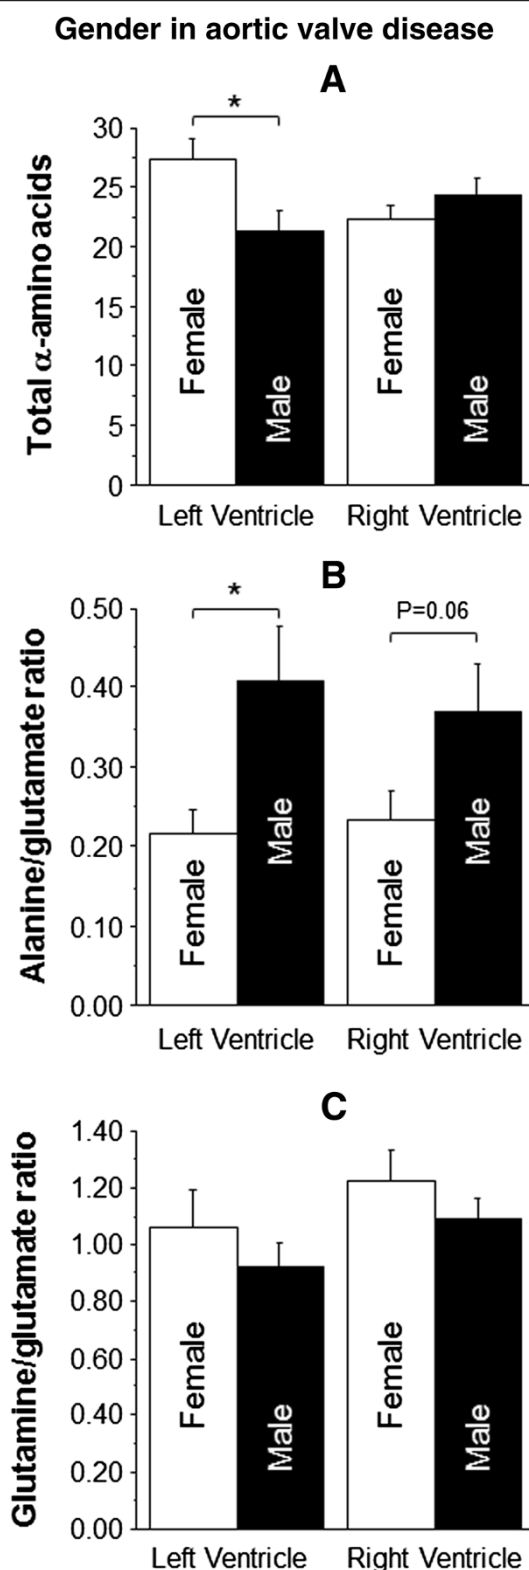 Gender in aortic valve disease
A
*
Total α-amino acids
30
25
20
15
10
5
0
Female
Male
Female
Male
Left Ventricle
Right Ventricle
B
*
P=0.06
Alanine/glutamate ratio
0.50
0.40
0.30
0.20
0.10
0.00
Female
Male
Female
Male
Left Ventricle
Right Ventricle
C
Glutamine/glutamate ratio
1.40
1.20
1.00
0.80
0.60
0.40
0.20
0.00
Female
Male
Female
Male
Left Ventricle
Right Ventricle